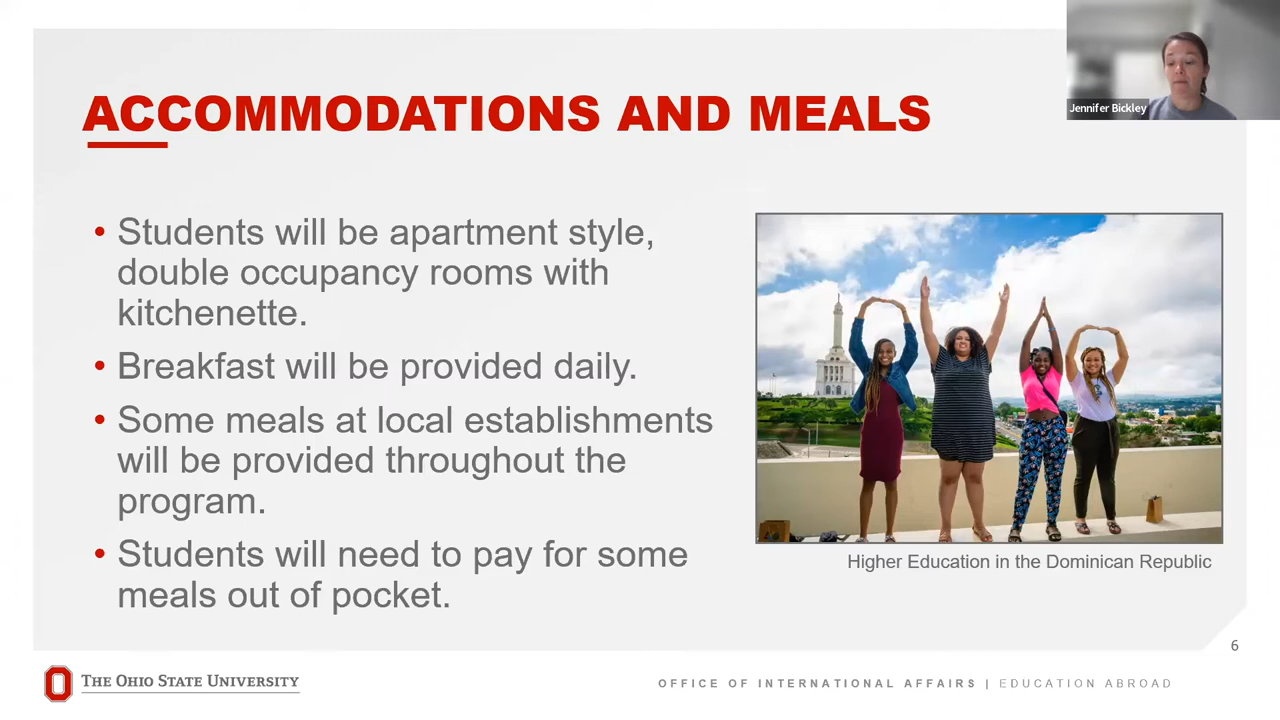 Jennifer Bickley
ACCOMMODATIONS AND MEALS
• Students will be apartment style,
double occupancy rooms with
kitchenette.
• Breakfast will be provided daily.
• Some meals at local establishments
will be provided throughout the
program.
• Students will need to pay for some
meals out of pocket.
Higher Education in the Dominican Republic
6
THE OHIO STATE UNIVERSITY
OFFICE OF INTERNATIONAL AFFAIRS | EDUCATION ABROAD